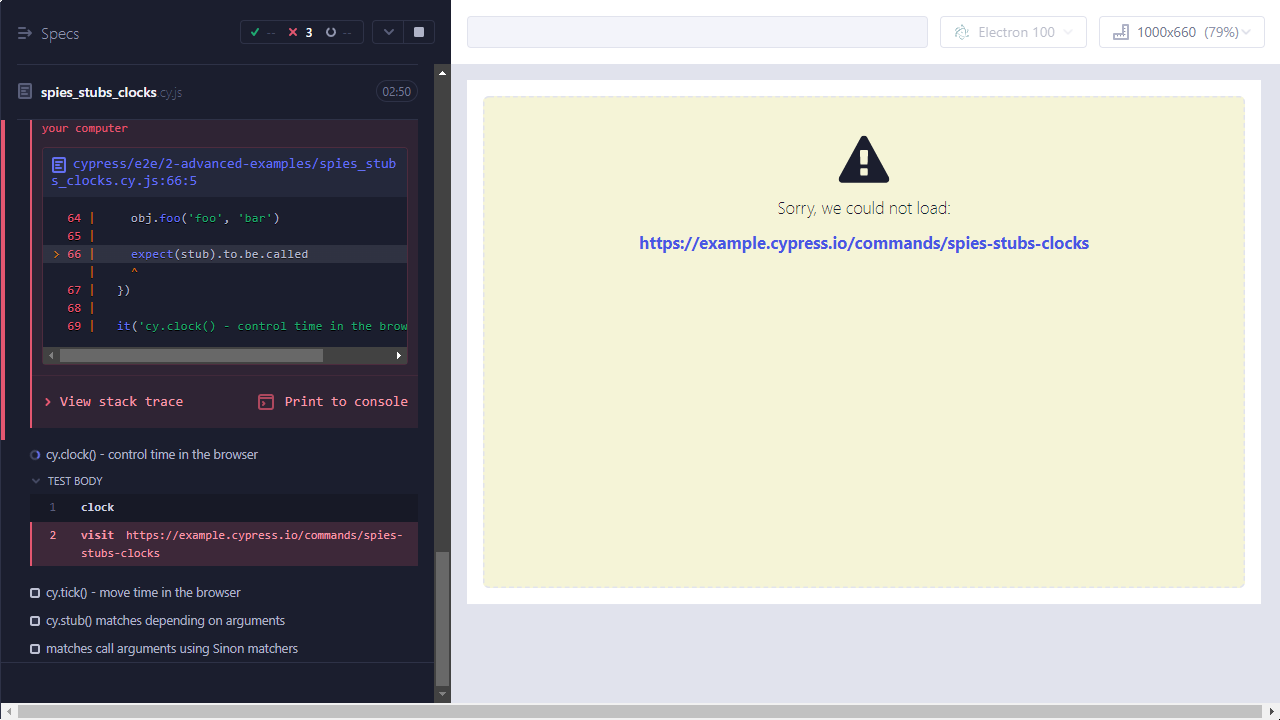 Specs
-- 3 --
Electron 100
1000x660 (79%)
spies_stubs_clocks.cy.js
02:50
your computer
cypress/e2e/2-advanced-examples/spies_stub
s_clocks.cy.js:66:5
64 | obj.foo('foo', 'bar')
65 |
> 66 | expect(stub).to.be.called
| ^
67 | })
68 |
69 | it('cy.clock() - control time in the brow
View stack trace
Print to console
cy.clock() - control time in the browser
TEST BODY
1 clock
2 visit https://example.cypress.io/commands/spies-
stubs-clocks
cy.tick() - move time in the browser
cy.stub() matches depending on arguments
matches call arguments using Sinon matchers
Sorry, we could not load:
https://example.cypress.io/commands/spies-stubs-clocks